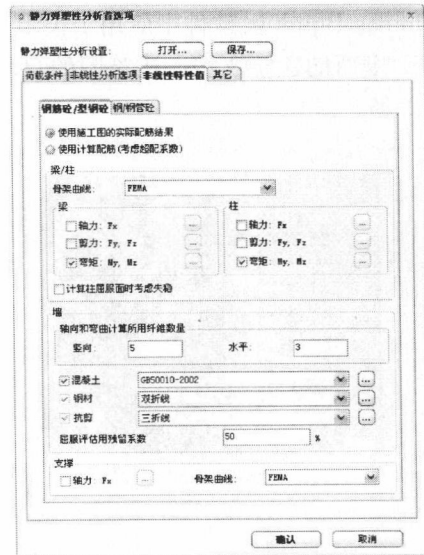 静力弹塑性分析首选项
静力弹塑性分析设置: 打开... 保存...
荷载条件 非线性分析选项 非线性特性值 其它
钢筋砼/型钢砼 钢/钢管砼
使用施工图的实际配筋结果
使用计算配筋(考虑超配系数)
梁/柱
骨架曲线: FEMA
梁 柱
轴力: Fx ... 轴力: Fx ...
剪力: Fy, Fz ... 剪力: Fy, Fz ...
弯矩: My, Mz ... 弯矩: My, Mz ...
计算柱屈服面时考虑失稳
墙
轴向和弯曲计算所用纤维数量
竖向: 5 水平: 3
混凝土 GB50010-2002 ...
钢材 双折线 ...
抗剪 三折线 ...
屈服评估用残留系数 50 %
支撑
轴力: Fx ... 骨架曲线: FEMA
确认 取消